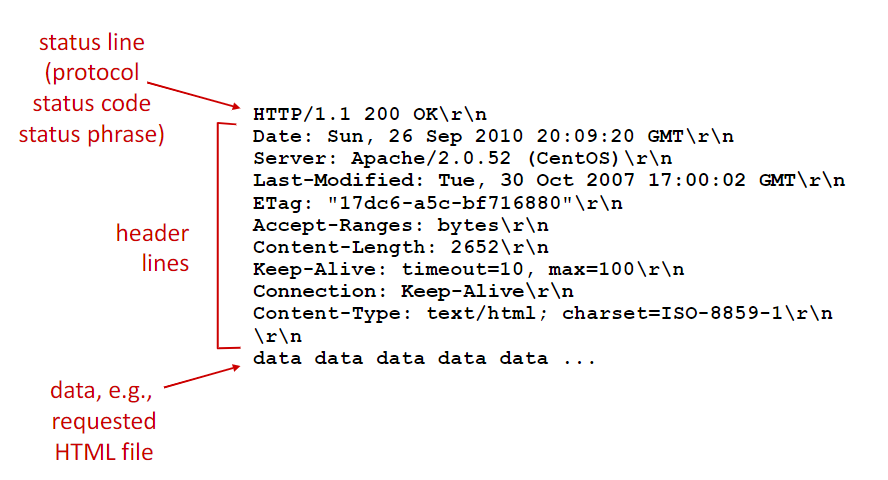 status line
(protocol
status code
status phrase)
HTTP/1.1 200 OK\r\n
Date: Sun, 26 Sep 2010 20:09:20 GMT\r\n
Server: Apache/2.0.52 (CentOS)\r\n
Last-Modified: Tue, 30 Oct 2007 17:00:02 GMT\r\n
ETag: "17dc6-a5c-bf716880"\r\n
Accept-Ranges: bytes\r\n
Content-Length: 2652\r\n
Keep-Alive: timeout=10, max=100\r\n
Connection: Keep-Alive\r\n
Content-Type: text/html; charset=ISO-8859-1\r\n
\r\n
data data data data data ...
header
lines
data, e.g.,
requested
HTML file